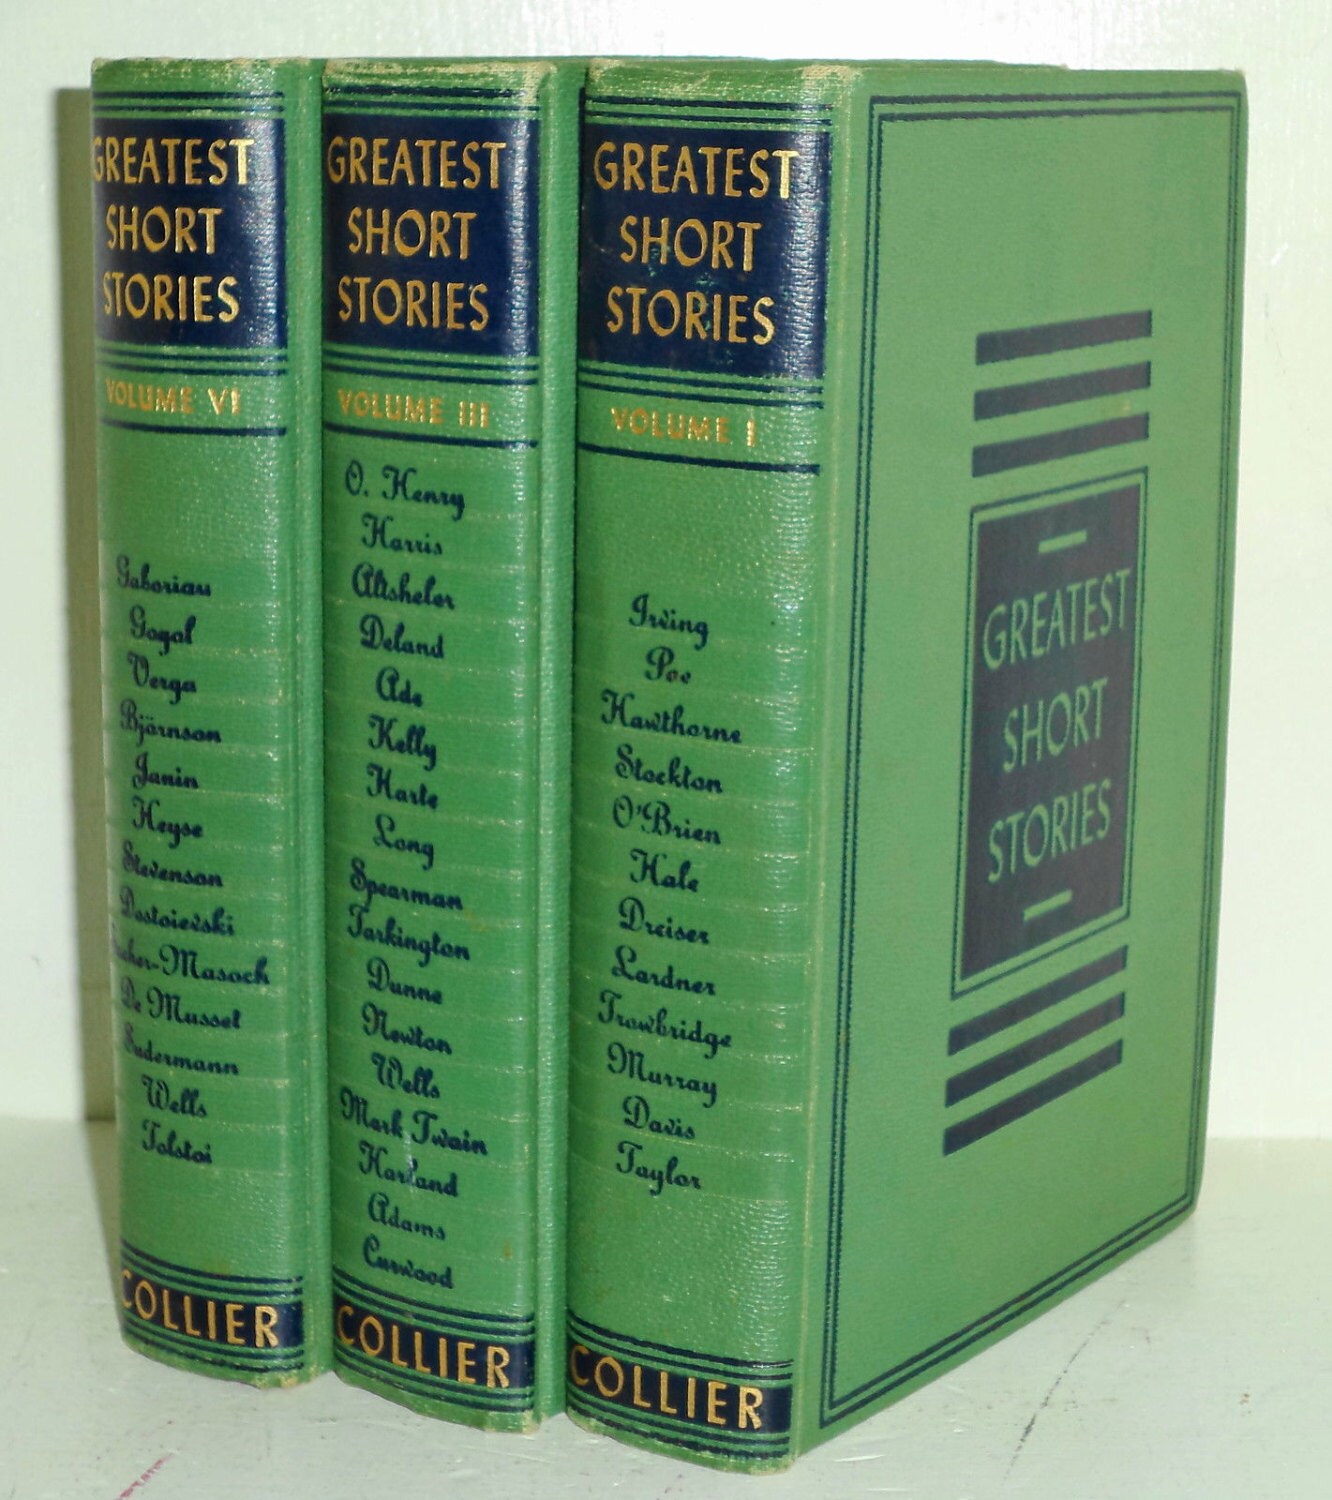 GREATEST
SHORT
STORIES
VOLUME VI
Gaboriau
Gogol
Verga
Björnson
Janin
Heyse
Stevenson
Dostoievski
Sacher-Masoch
De Musset
Sudermann
Wells
Tolstoi
COLLIER
GREATEST
SHORT
STORIES
VOLUME III
O. Henry
Harris
Altsheler
Deland
Ade
Kelly
Harte
Long
Spearman
Tarkington
Dunne
Newton
Wells
Mark Twain
Harland
Adams
Curwood
COLLIER
GREATEST
SHORT
STORIES
VOLUME I
Irving
Poe
Hawthorne
Stockton
O'Brien
Hale
Dreiser
Lardner
Trowbridge
Murray
Davis
Taylor
COLLIER
GREATEST
SHORT
STORIES